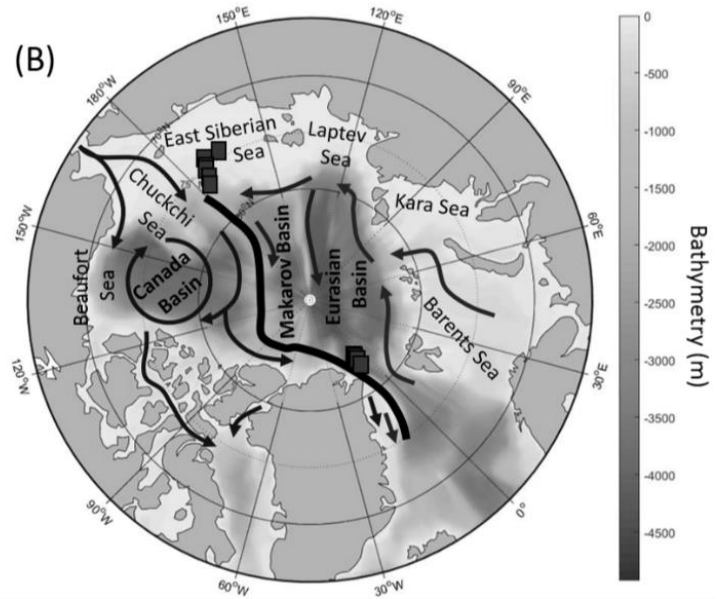 (B)
150°W
180°W
150°E
120°E
90°E
60°E
30°E
0°
30°W
60°W
90°W
120°W
75°
East Siberian
Sea
Laptev
Sea
Kara Sea
Chuckchi
Sea
Beaufort
Sea
Canada
Basin
Makarov Basin
Eurasian
Basin
Barents Sea
0
-500
-1000
-1500
-2000
-2500
-3000
-3500
-4000
-4500
Bathymetry (m)